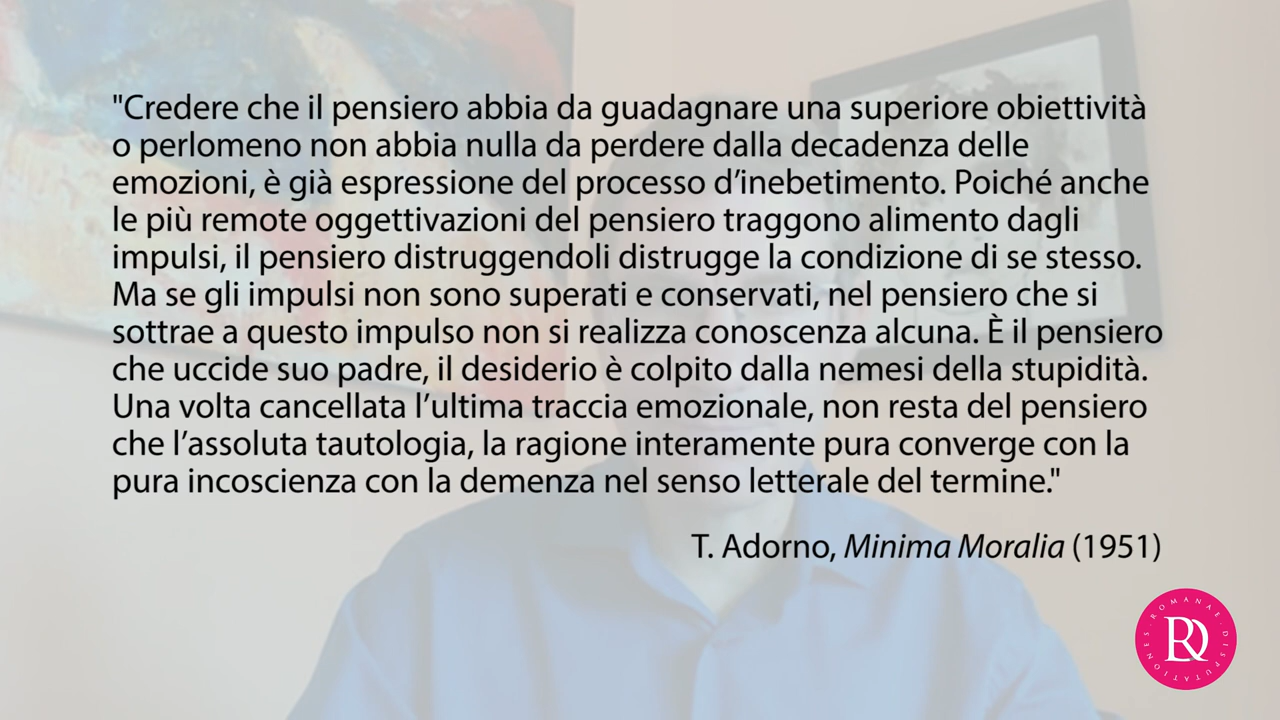 "Credere che il pensiero abbia da guadagnare una superiore obiettività
o perlomeno non abbia nulla da perdere dalla decadenza delle
emozioni, è già espressione del processo d’inebetimento. Poiché anche
le più remote oggettivazioni del pensiero traggono alimento dagli
impulsi, il pensiero distruggendoli distrugge la condizione di se stesso.
Ma se gli impulsi non sono superati e conservati, nel pensiero che si
sottrae a questo impulso non si realizza conoscenza alcuna. È il pensiero
che uccide suo padre, il desiderio è colpito dalla nemesi della stupidità.
Una volta cancellata l’ultima traccia emozionale, non resta del pensiero
che l’assoluta tautologia, la ragione interamente pura converge con la
pura incoscienza con la demenza nel senso letterale del termine."
T. Adorno, Minima Moralia (1951)
ROMANAE · DISPUTATIONES ·
RD